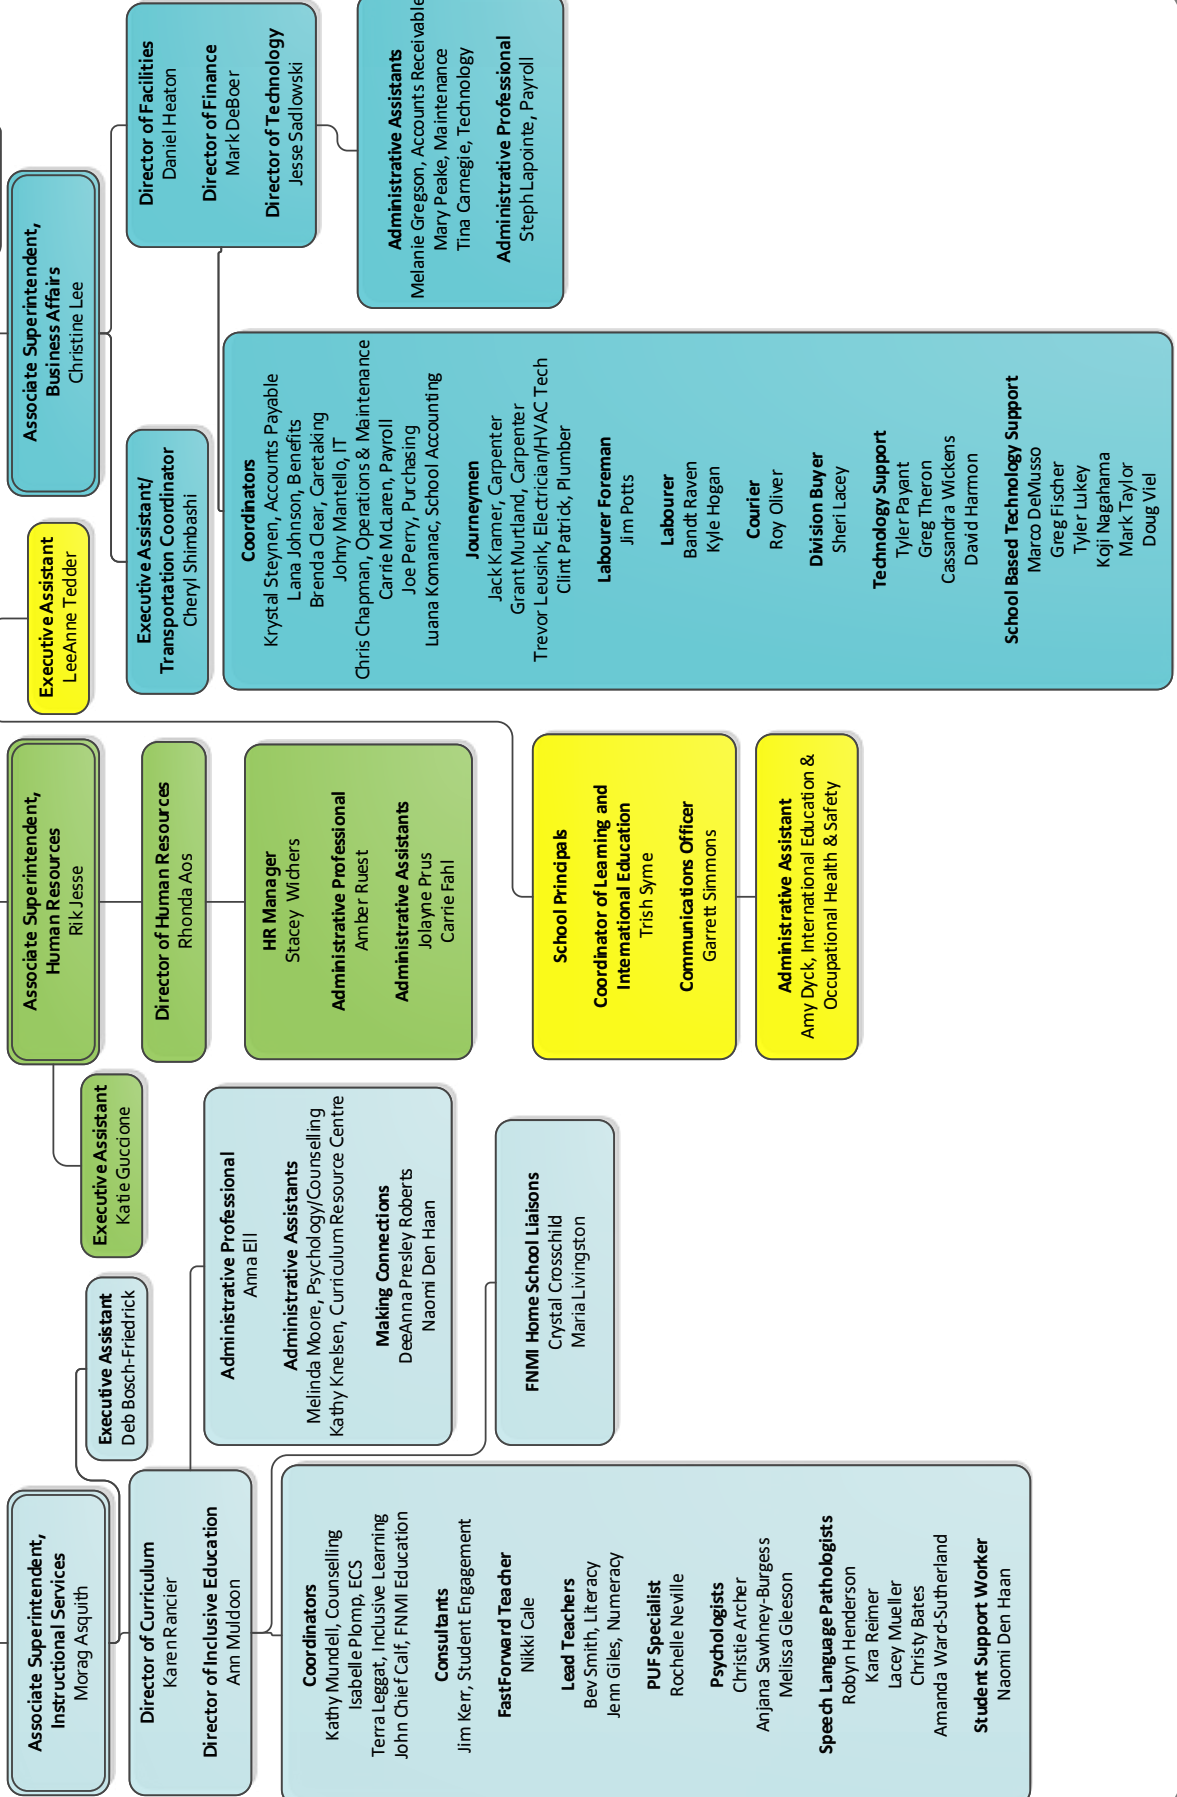 Associate Superintendent,
Instructional Services
Morag Asquith
Executive Assistant
Deb Bosch-Friedrick
Director of Curriculum
Karen Rancier
Director of Inclusive Education
Ann Muldoon
Administrative Professional
Anna Ell
Administrative Assistants
Melinda Moore, Psychology/Counselling
Kathy Knelsen, Curriculum Resource Centre
Making Connections
DeeAnna Presley Roberts
Naomi Den Haan
Coordinators
Kathy Mundell, Counselling
Isabelle Plomp, ECS
Terra Leggat, Inclusive Learning
John Chief Calf, FNMI Education
Consultants
Jim Kerr, Student Engagement
FastForward Teacher
Nikki Cale
Lead Teachers
Bev Smith, Literacy
Jenn Giles, Numeracy
PUF Specialist
Rochelle Neville
Psychologists
Christie Archer
Anjana Sawhney-Burgess
Melissa Gleeson
Speech Language Pathologists
Robyn Henderson
Kara Reimer
Lacey Mueller
Christy Bates
Amanda Ward-Sutherland
Student Support Worker
Naomi Den Haan
FNMI Home School Liaisons
Crystal Crosschild
Maria Livingston
Associate Superintendent,
Human Resources
Rik Jesse
Executive Assistant
Katie Guccione
Director of Human Resources
Rhonda Aos
HR Manager
Stacey Wichers
Administrative Professional
Amber Ruest
Administrative Assistants
Jolayne Prus
Carrie Fahl
School Principals
Coordinator of Learning and
International Education
Trish Syme
Communications Officer
Garrett Simmons
Administrative Assistant
Amy Dyck, International Education &
Occupational Health & Safety
Executive Assistant
LeeAnne Tedder
Associate Superintendent,
Business Affairs
Christine Lee
Executive Assistant/
Transportation Coordinator
Cheryl Shimbashi
Director of Facilities
Daniel Heaton
Director of Finance
Mark DeBoer
Director of Technology
Jesse Sadlowski
Coordinators
Krystal Steynen, Accounts Payable
Lana Johnson, Benefits
Brenda Clear, Caretaking
Johny Mantello, IT
Chris Chapman, Operations & Maintenance
Carrie McLaren, Payroll
Joe Perry, Purchasing
Luana Komanac, School Accounting
Journeymen
Jack Kramer, Carpenter
Grant Murtland, Carpenter
Trevor Leusink, Electrician/HVAC Tech
Clint Patrick, Plumber
Labourer Foreman
Jim Potts
Labourer
Bandt Raven
Kyle Hogan
Courier
Roy Oliver
Division Buyer
Sheri Lacey
Technology Support
Tyler Payant
Greg Theron
Cassandra Wickens
David Harmon
School Based Technology Support
Marco DeMusso
Greg Fischer
Tyler Lukey
Koji Nagahama
Mark Taylor
Doug Viel
Administrative Assistants
Melanie Gregson, Accounts Receivable
Mary Peake, Maintenance
Tina Carnegie, Technology
Administrative Professional
Steph Lapointe, Payroll